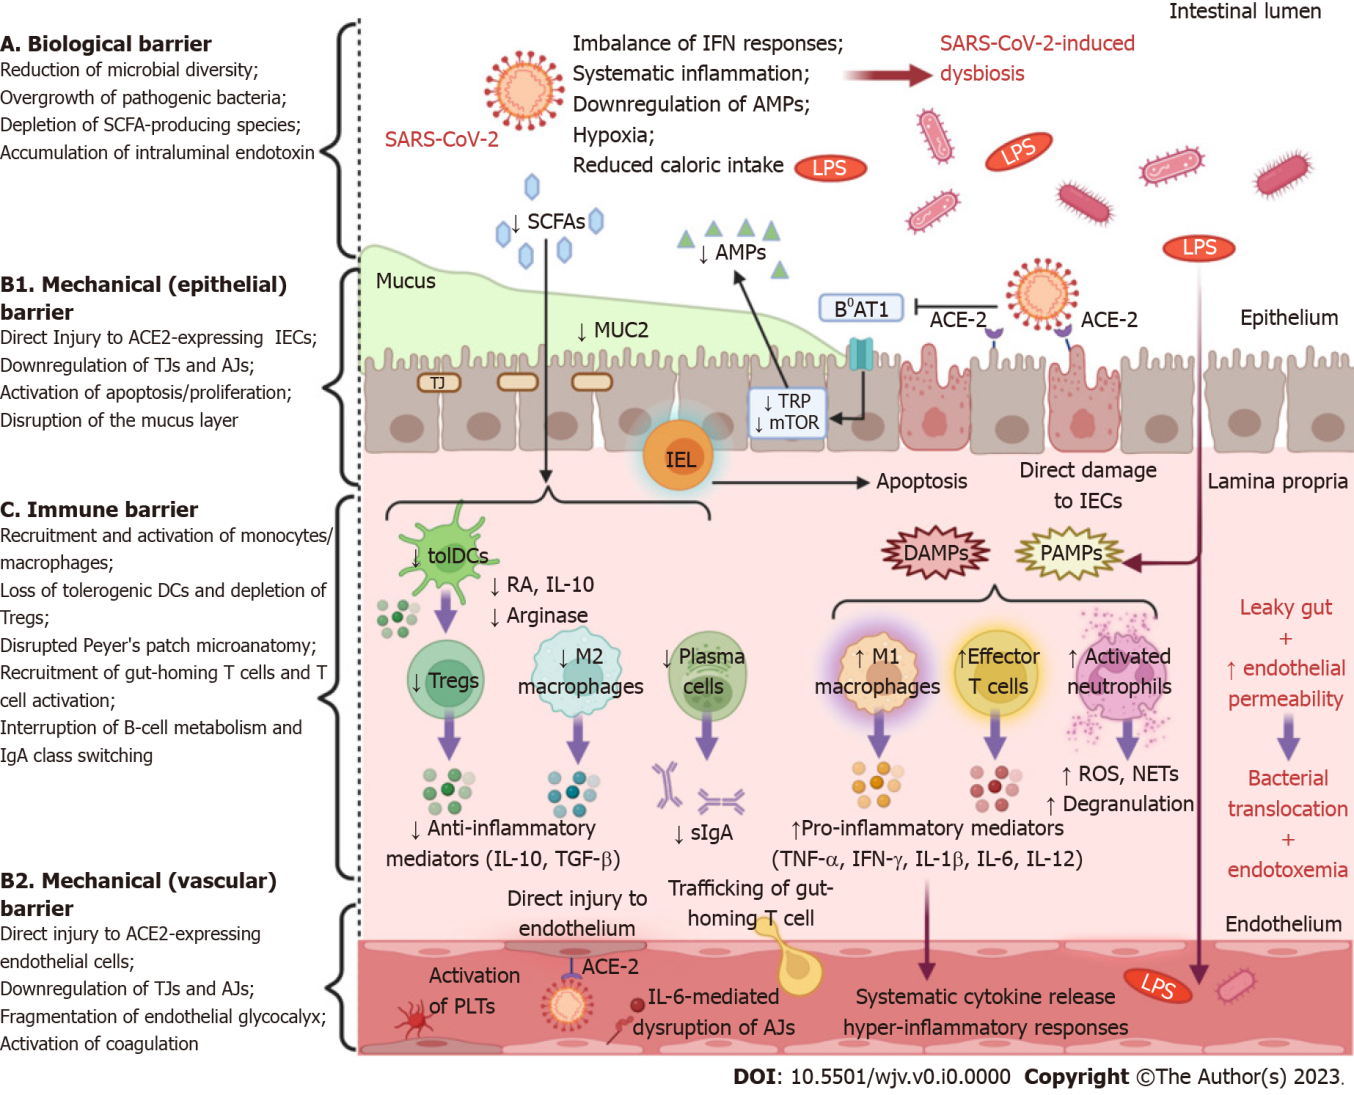 Intestinal lumen
A. Biological barrier
Reduction of microbial diversity;
Overgrowth of pathogenic bacteria;
Depletion of SCFA-producing species;
Accumulation of intraluminal endotoxin
SARS-CoV-2
Imbalance of IFN responses;
Systematic inflammation;
Downregulation of AMPs;
Hypoxia;
Reduced caloric intake
SARS-CoV-2-induced
dysbiosis
LPS
LPS
LPS
↓ SCFAs
↓ AMPs
B1. Mechanical (epithelial)
barrier
Direct Injury to ACE2-expressing IECs;
Downregulation of TJs and AJs;
Activation of apoptosis/proliferation;
Disruption of the mucus layer
Mucus
↓ MUC2
B⁰AT1
ACE-2
ACE-2
Epithelium
TJ
↓ TRP
↓ mTOR
IEL
Apoptosis
Direct damage
to IECs
Lamina propria
C. Immune barrier
Recruitment and activation of monocytes/
macrophages;
Loss of tolerogenic DCs and depletion of
Tregs;
Disrupted Peyer's patch microanatomy;
Recruitment of gut-homing T cells and T
cell activation;
Interruption of B-cell metabolism and
IgA class switching
↓ tolDCs
↓ RA, IL-10
↓ Arginase
DAMPs
PAMPs
↓ Tregs
↓ M2
macrophages
↓ Plasma
cells
↑ M1
macrophages
↑Effector
T cells
↑ Activated
neutrophils
Leaky gut
+
↑ endothelial
permeability
↓ Anti-inflammatory
mediators (IL-10, TGF-β)
↓ sIgA
↑Pro-inflammatory mediators
(TNF-α, IFN-γ, IL-1β, IL-6, IL-12)
↑ ROS, NETs
↑ Degranulation
Bacterial
translocation
+
endotoxemia
B2. Mechanical (vascular)
barrier
Direct injury to ACE2-expressing
endothelial cells;
Downregulation of TJs and AJs;
Fragmentation of endothelial glycocalyx;
Activation of coagulation
Direct injury to
endothelium
Trafficking of gut-
homing T cell
Endothelium
Activation
of PLTs
ACE-2
IL-6-mediated
dysruption of AJs
Systematic cytokine release
hyper-inflammatory responses
LPS
DOI: 10.5501/wjv.v0.i0.0000 Copyright ©The Author(s) 2023.